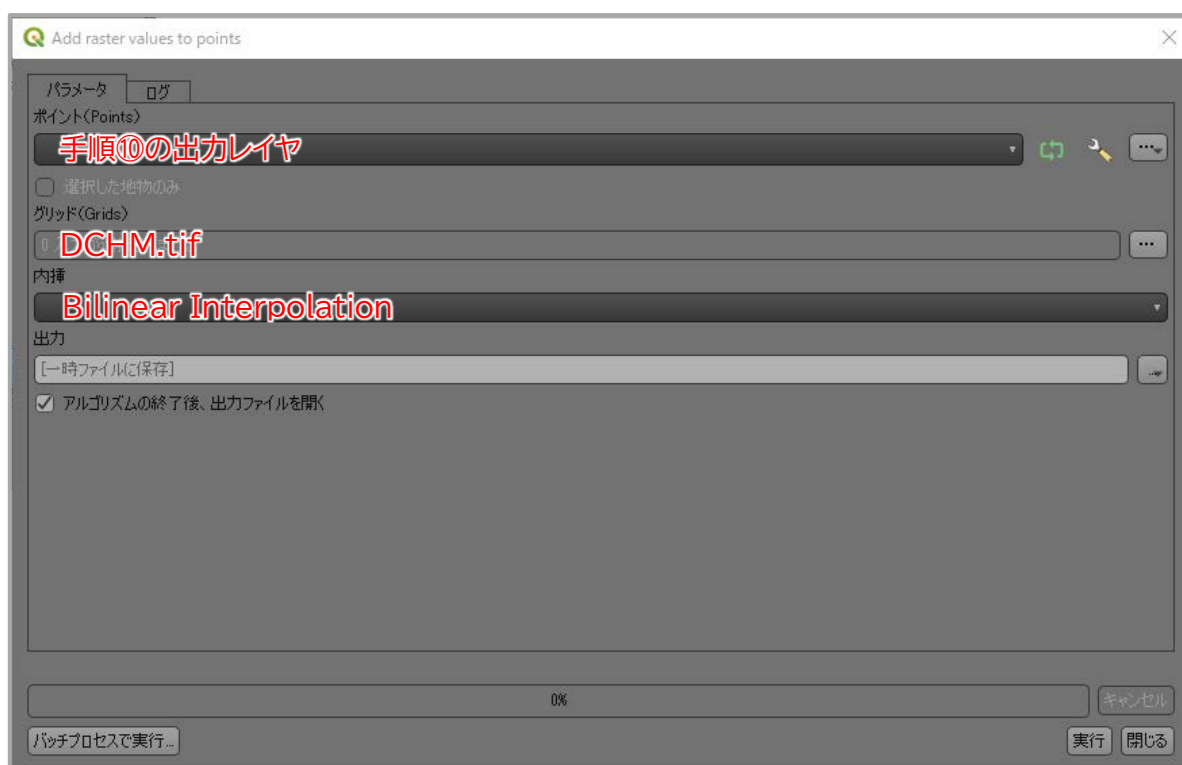 Add raster values to points
パラメータ ログ
ポイント(Points)
手順⑩の出力レイヤ
選択した地物のみ
グリッド(Grids)
DCHM.tif
内挿
Bilinear Interpolation
出力
[一時ファイルに保存]
アルゴリズムの終了後、出力ファイルを開く
0%
キャンセル
バッチプロセスで実行...
実行 閉じる